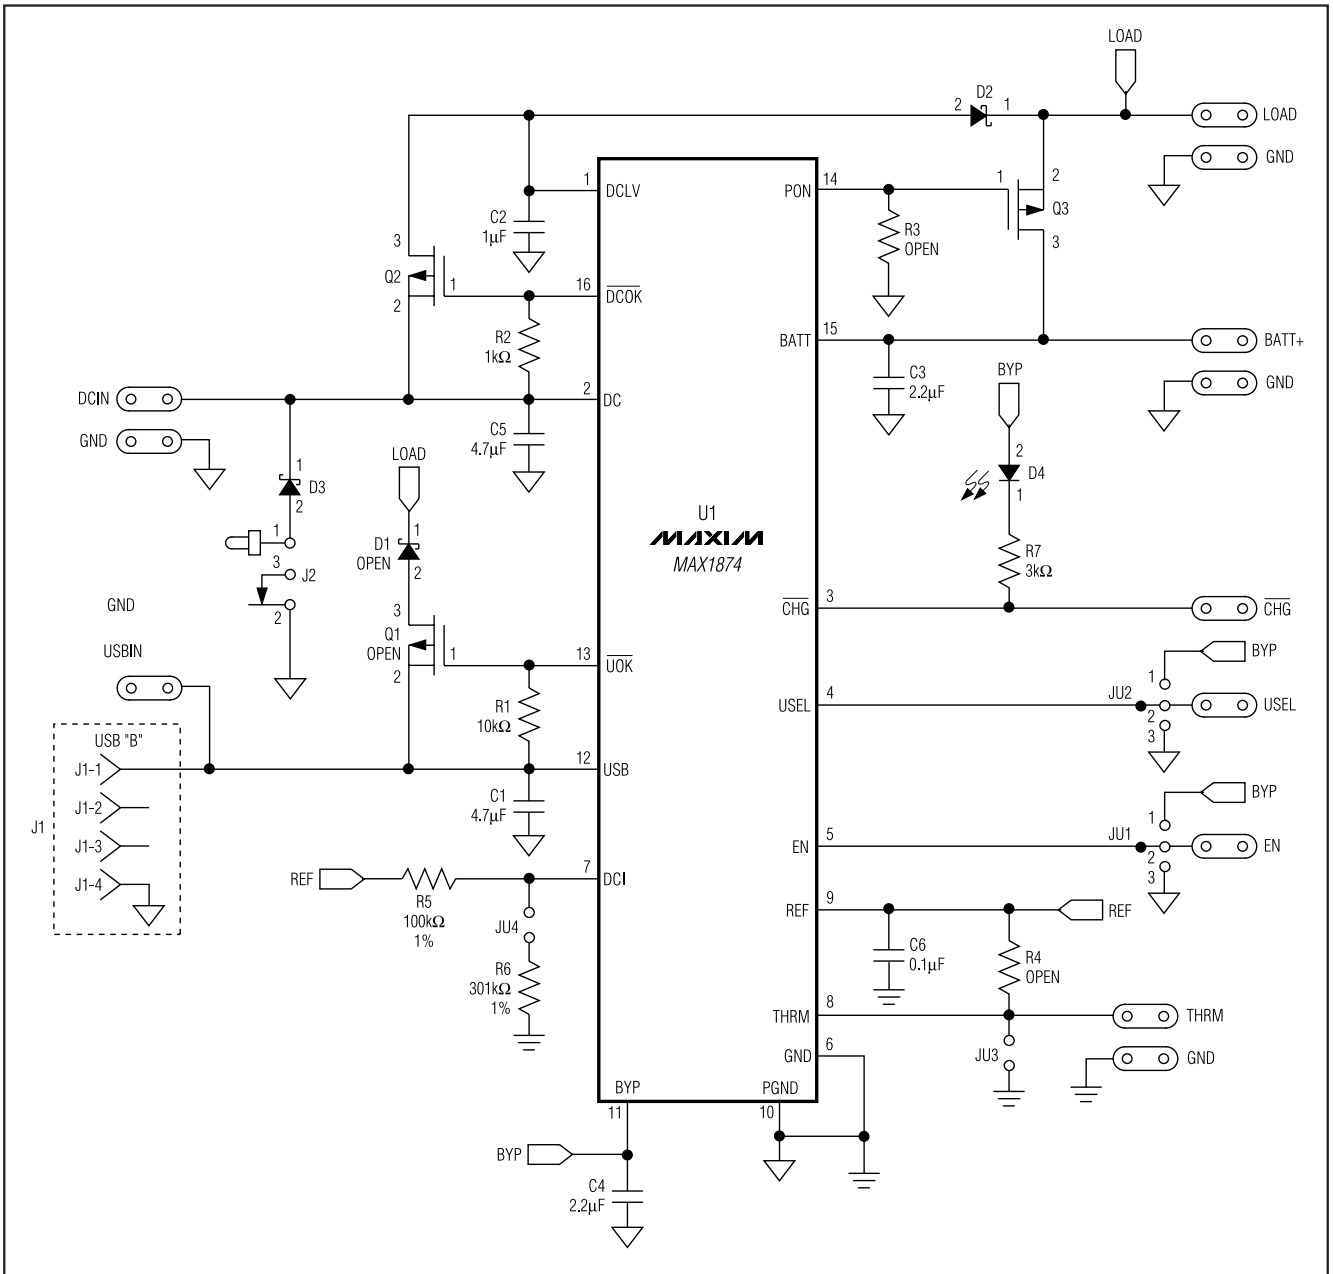 LOAD
D2
2
1
LOAD
GND
1
DCLV
PON
14
1
2
Q3
3
C2
1µF
R3
OPEN
3
Q2
1
2
16
DCOK
R2
1kΩ
BATT
15
BATT+
GND
C3
2.2µF
BYP
DCIN
GND
2
DC
C5
4.7µF
LOAD
1
D3
2
1
3
J2
2
2
D4
1
1
D1
OPEN
2
U1
MAXIM
MAX1874
R7
3kΩ
CHG
3
CHG
GND
USBIN
3
Q1
OPEN
1
2
13
UOK
R1
10kΩ
BYP
1
JU2
2
3
USEL
4
USEL
USB "B"
J1
J1-1
J1-2
J1-3
J1-4
12
USB
C1
4.7µF
BYP
1
JU1
2
3
EN
5
EN
REF
R5
100kΩ
1%
7
DCI
JU4
R6
301kΩ
1%
REF
9
REF
C6
0.1µF
R4
OPEN
THRM
8
THRM
GND
6
JU3
GND
BYP
11
PGND
10
BYP
C4
2.2µF